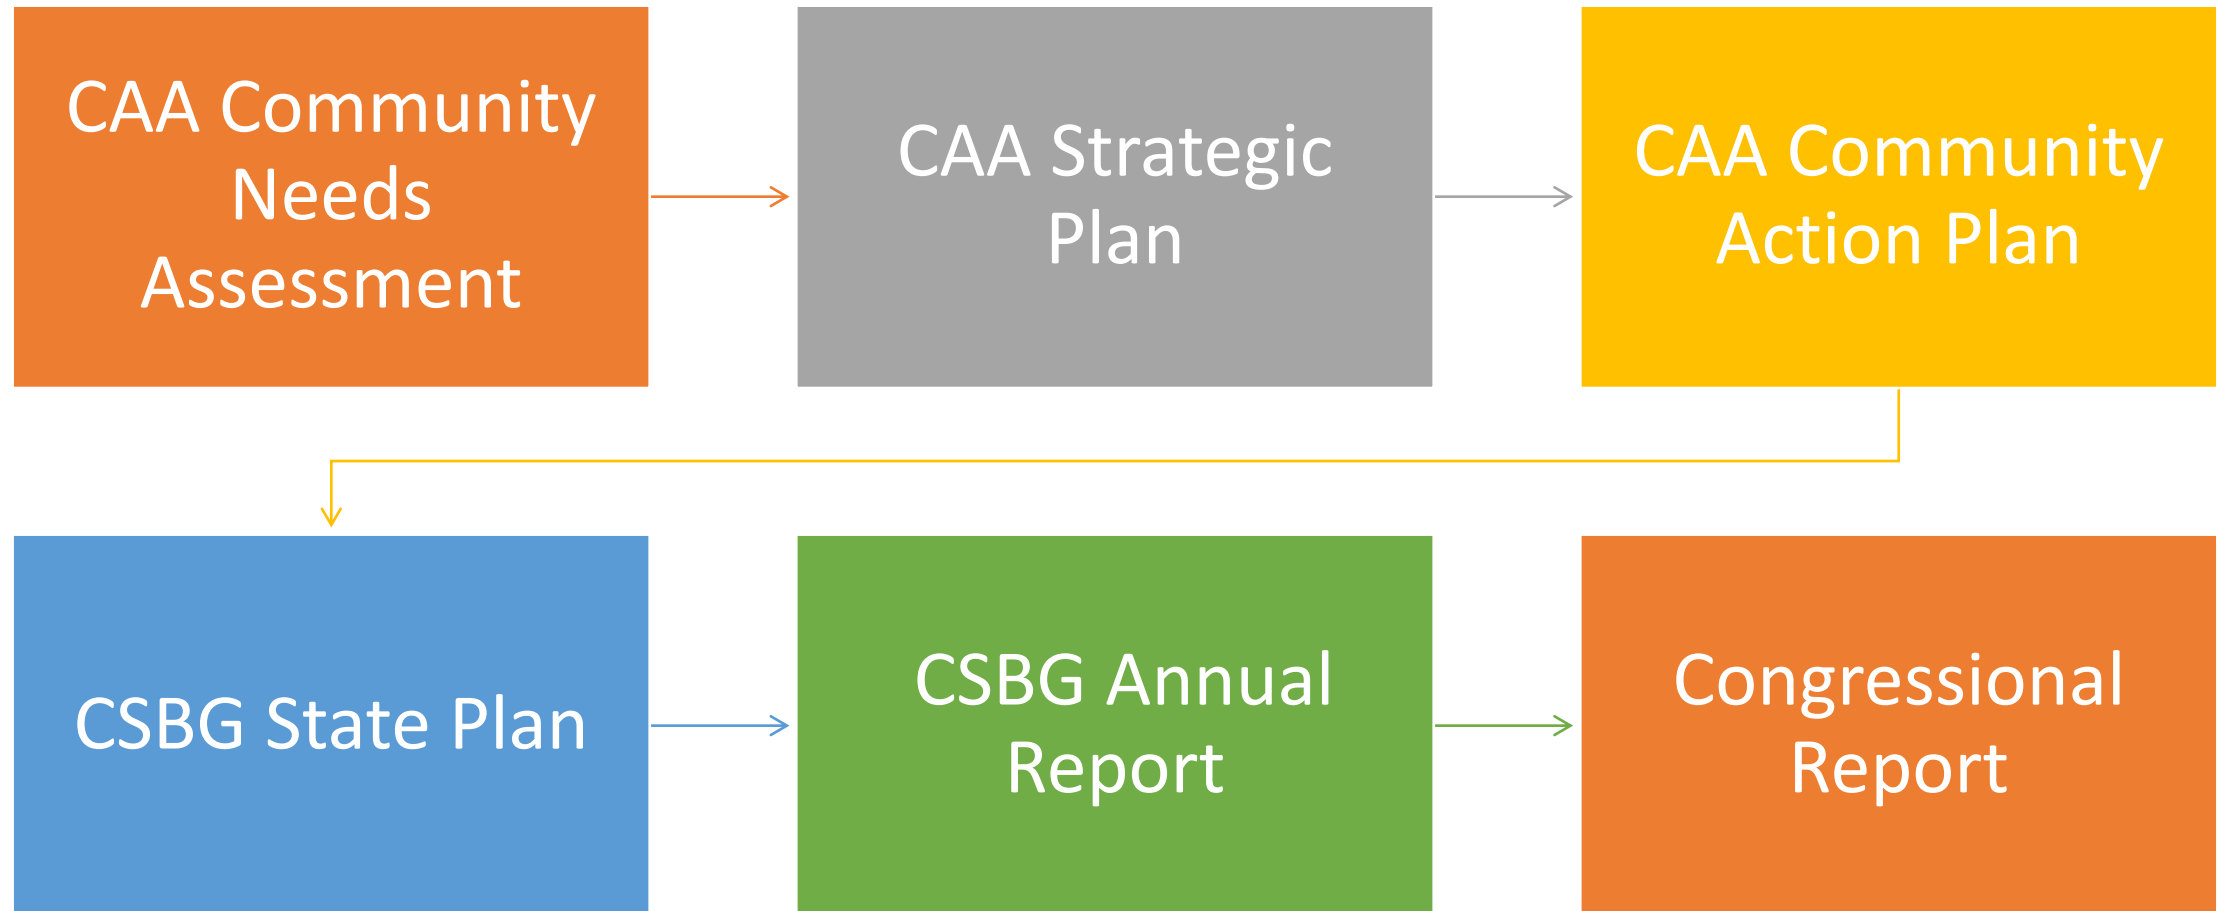 CAA Community
Needs
Assessment
CAA Strategic
Plan
CAA Community
Action Plan
CSBG State Plan
CSBG Annual
Report
Congressional
Report